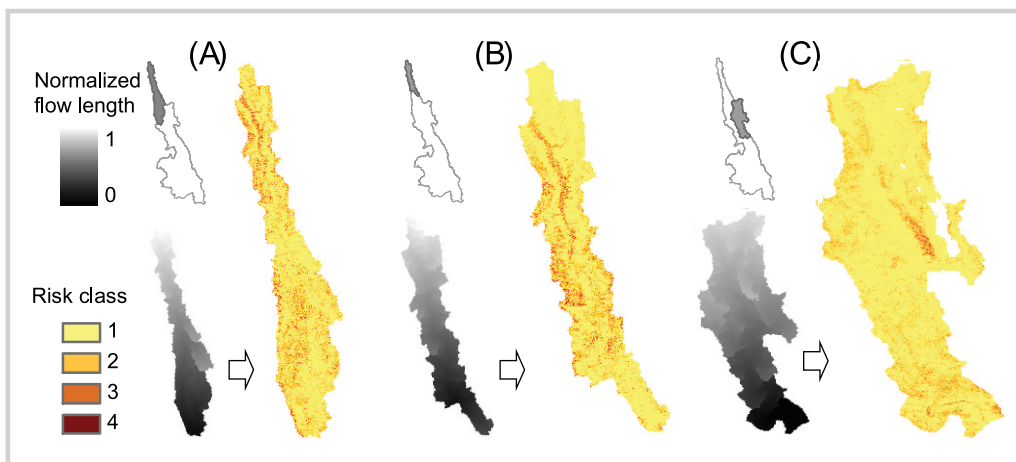 (A)
(B)
(C)
Normalized
flow length
1
0
Risk class
1
2
3
4